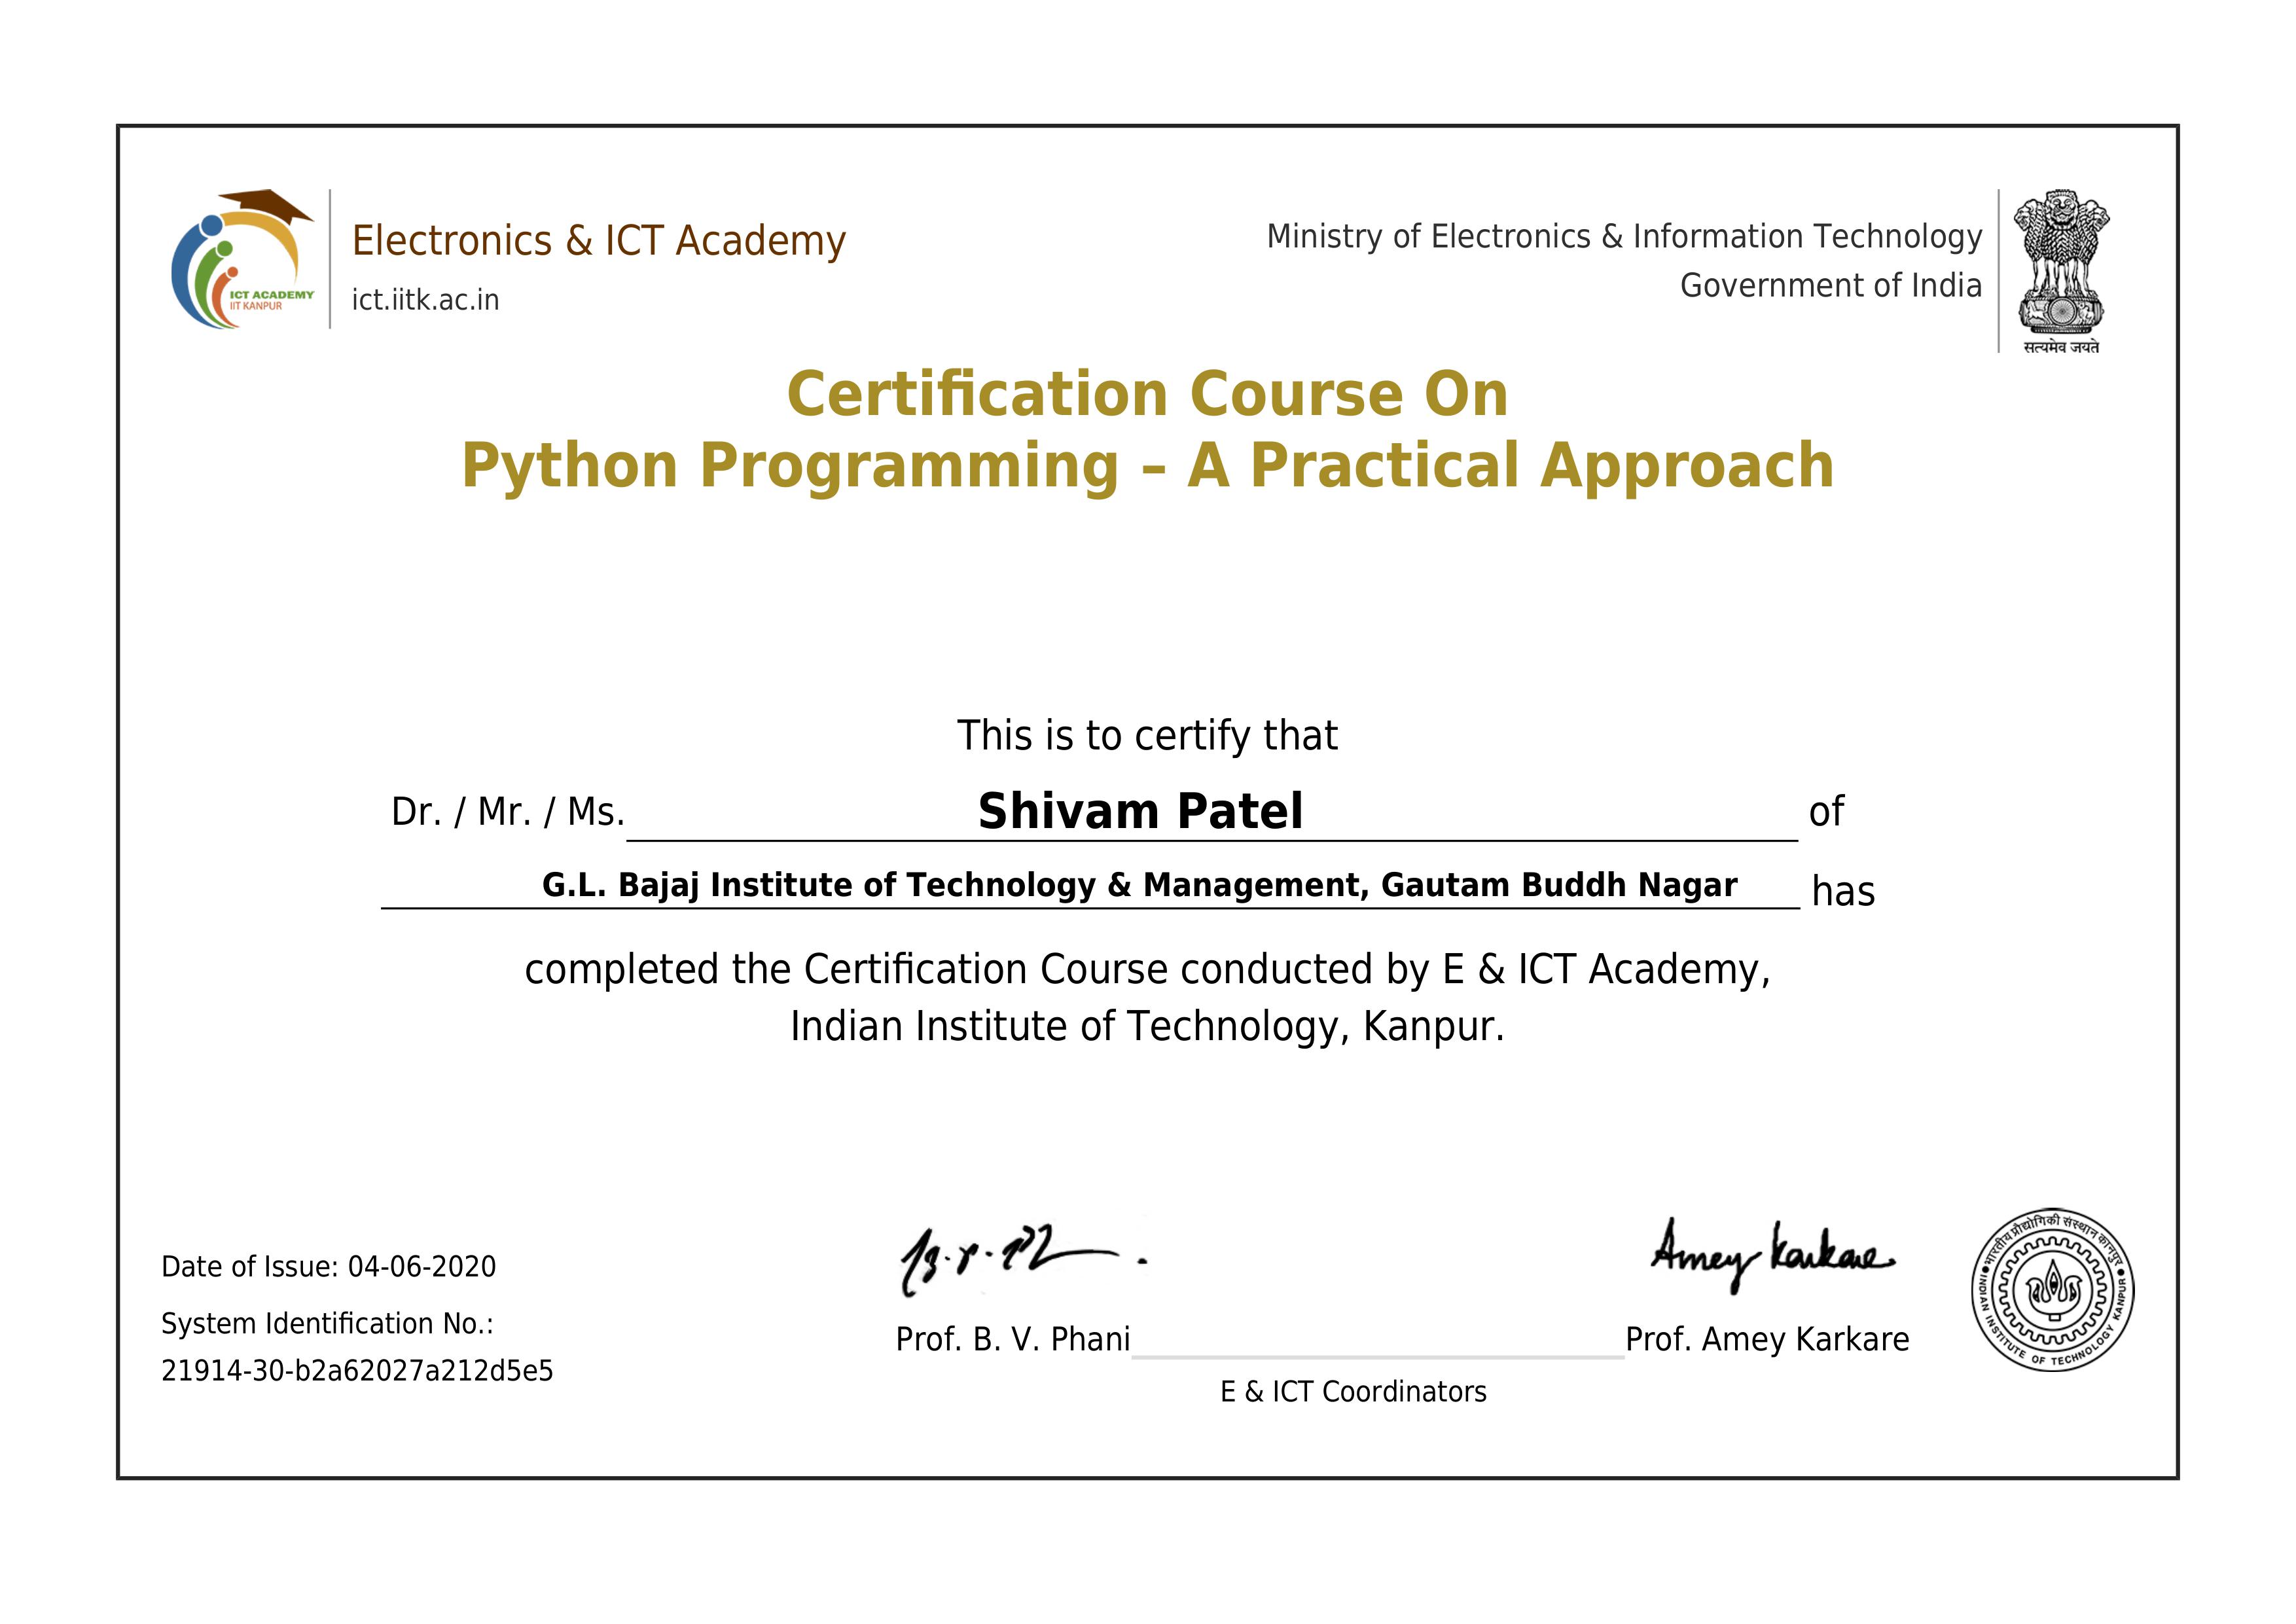 ICT ACADEMY
IIT KANPUR
Electronics & ICT Academy
ict.iitk.ac.in
Ministry of Electronics & Information Technology
Government of India
सत्यमेव जयते
Certification Course On
Python Programming – A Practical Approach
This is to certify that
Dr. / Mr. / Ms. Shivam Patel of
G.L. Bajaj Institute of Technology & Management, Gautam Buddh Nagar has
completed the Certification Course conducted by E & ICT Academy,
Indian Institute of Technology, Kanpur.
Date of Issue: 04-06-2020
System Identification No.:
21914-30-b2a62027a212d5e5
Prof. B. V. Phani
Amey Karkare
Prof. Amey Karkare
E & ICT Coordinators
भारतीय प्रौद्योगिकी संस्थान कानपुर
INDIAN INSTITUTE OF TECHNOLOGY KANPUR